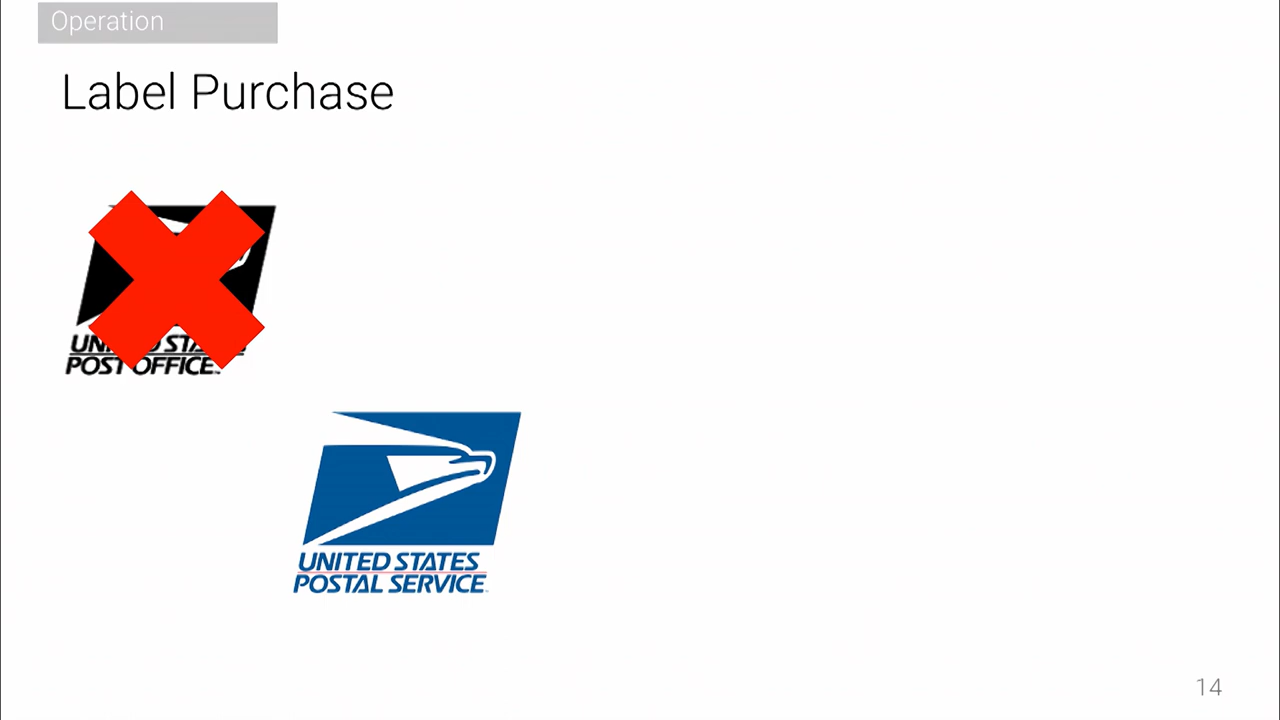 Operation
Label Purchase
POST OFFICE
UNITED STATES
POSTAL SERVICE
14